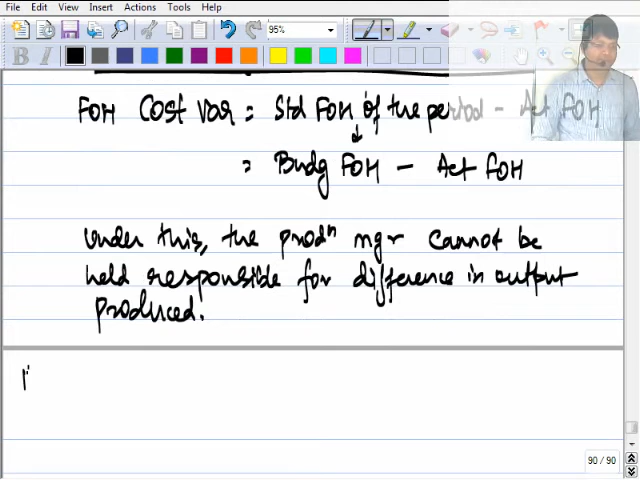 File Edit View Insert Actions Tools Help
95%
B I
FOH Cost Var = Std FOH of the period - Act FOH
= Budg FOH - Act FOH
Under this, the prodⁿ mgr cannot be
held responsible for difference in output
produced.
90 / 90